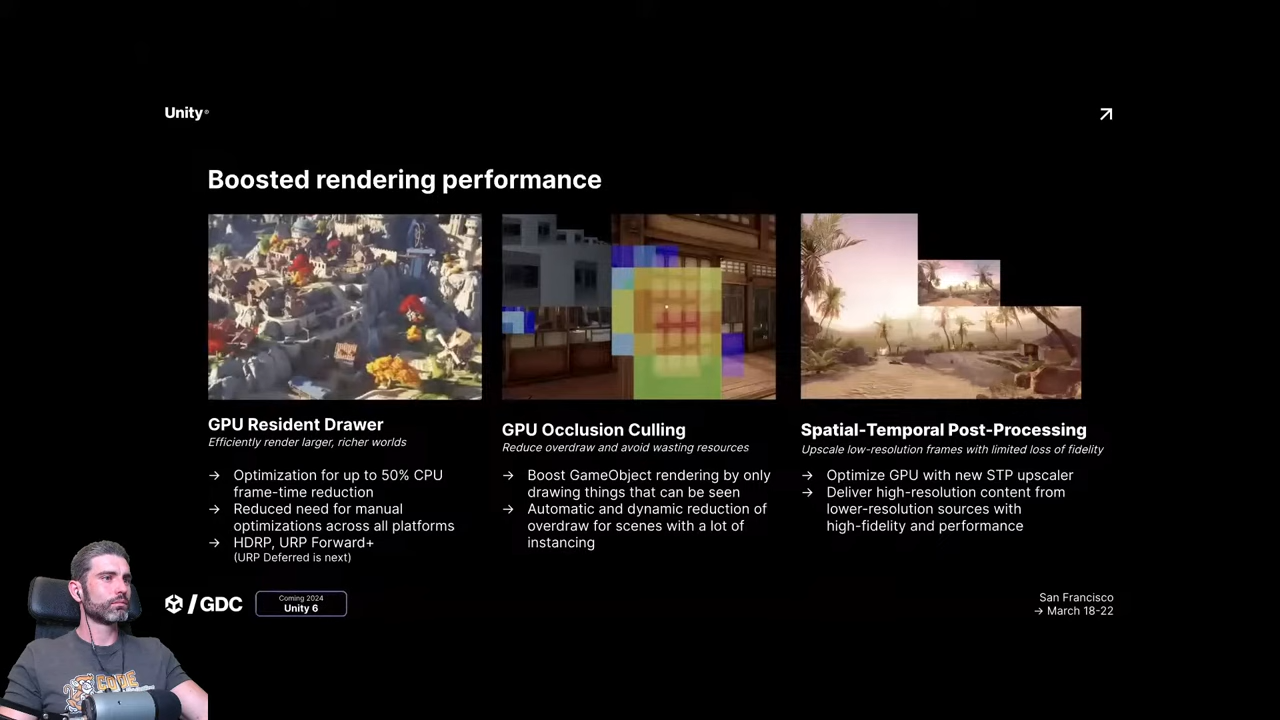 Unity®
Boosted rendering performance
GPU Resident Drawer
Efficiently render larger, richer worlds
→ Optimization for up to 50% CPU
frame-time reduction
→ Reduced need for manual
optimizations across all platforms
→ HDRP, URP Forward+
(URP Deferred is next)
GPU Occlusion Culling
Reduce overdraw and avoid wasting resources
→ Boost GameObject rendering by only
drawing things that can be seen
→ Automatic and dynamic reduction of
overdraw for scenes with a lot of
instancing
Spatial-Temporal Post-Processing
Upscale low-resolution frames with limited loss of fidelity
→ Optimize GPU with new STP upscaler
→ Deliver high-resolution content from
lower-resolution sources with
high-fidelity and performance
/GDC
Coming 2024
Unity 6
San Francisco
→ March 18-22
CODE